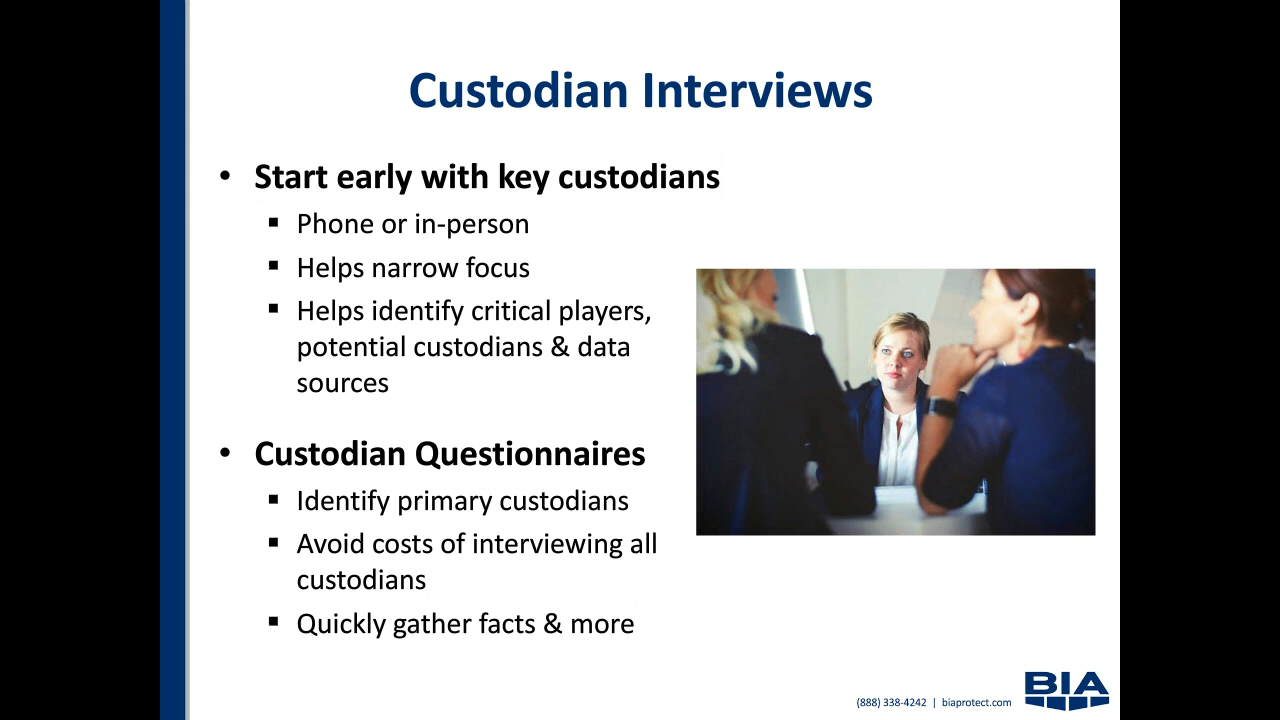 Custodian Interviews
• Start early with key custodians
▪ Phone or in-person
▪ Helps narrow focus
▪ Helps identify critical players,
potential custodians & data
sources
• Custodian Questionnaires
▪ Identify primary custodians
▪ Avoid costs of interviewing all
custodians
▪ Quickly gather facts & more
(888) 338-4242 | biaprotect.com
BIA